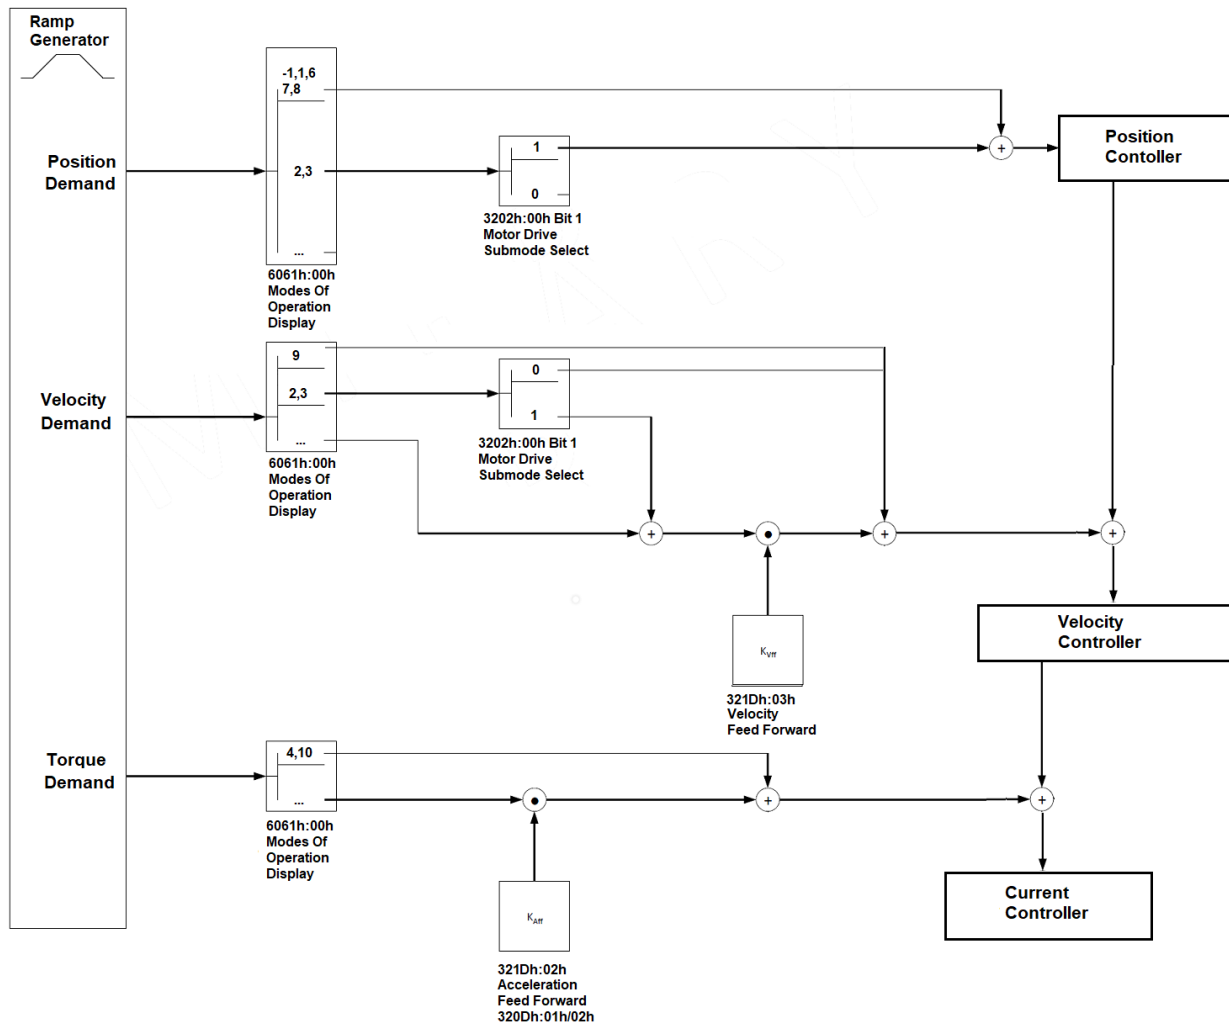 Ramp
Generator
-1,1,6
7,8
Position
Demand
2,3
...
6061h:00h
Modes Of
Operation
Display
1
0
3202h:00h Bit 1
Motor Drive
Submode Select
+
Position
Contoller
Velocity
Demand
9
2,3
...
6061h:00h
Modes Of
Operation
Display
0
1
3202h:00h Bit 1
Motor Drive
Submode Select
+
+
+
KVff
321Dh:03h
Velocity
Feed Forward
Velocity
Controller
Torque
Demand
4,10
...
6061h:00h
Modes Of
Operation
Display
+
+
KAff
321Dh:02h
Acceleration
Feed Forward
320Dh:01h/02h
Current
Controller